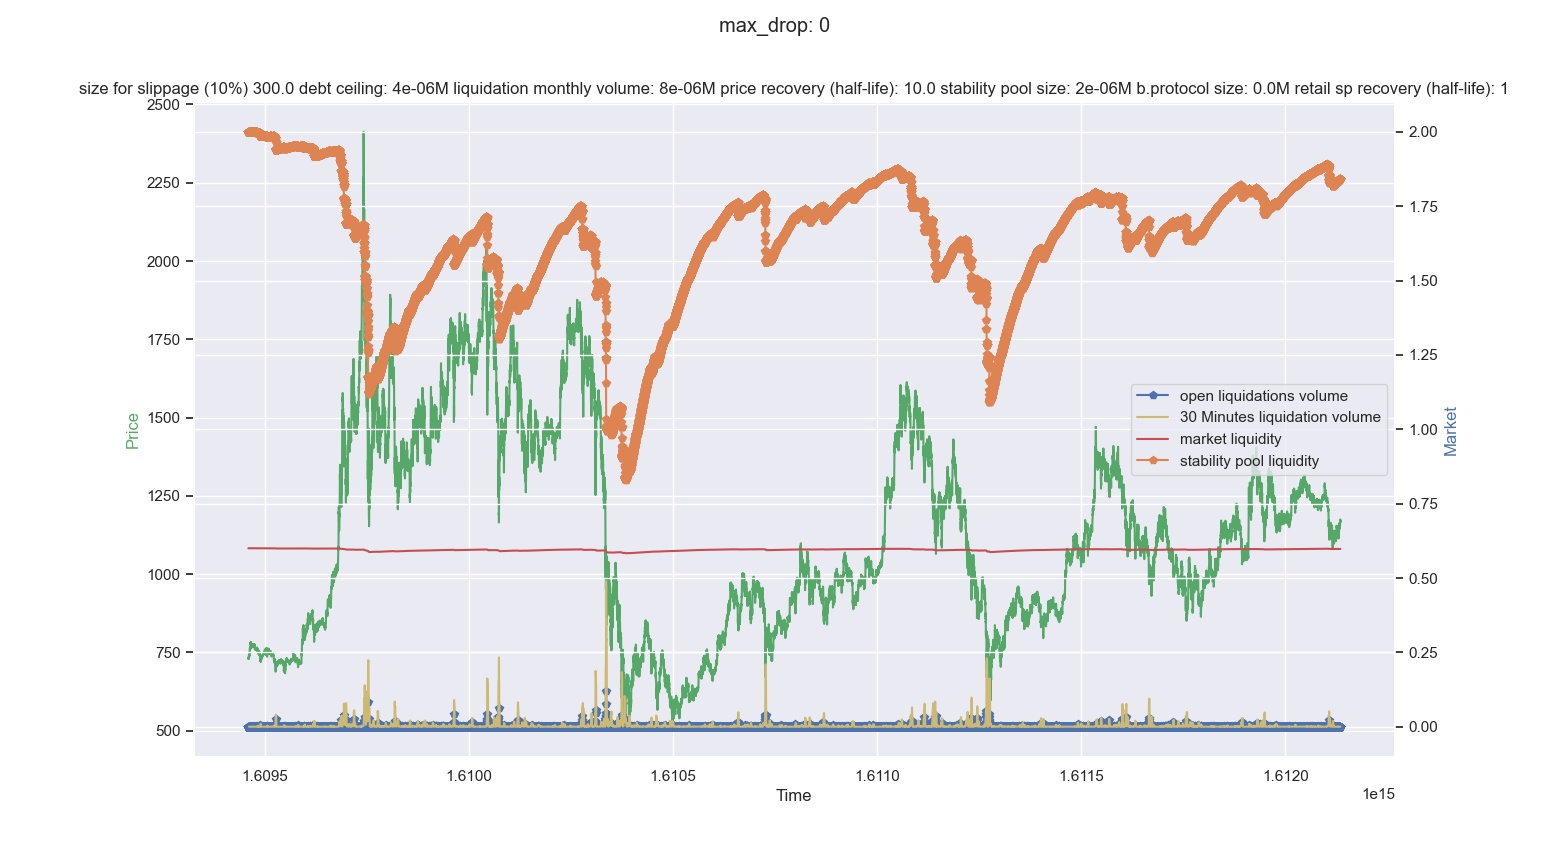 max_drop: 0
size for slippage (10%) 300.0 debt ceiling: 4e-06M liquidation monthly volume: 8e-06M price recovery (half-life): 10.0 stability pool size: 2e-06M b.protocol size: 0.0M retail sp recovery (half-life): 1
2500
2250
2000
1750
1500
1250
1000
750
500
Price
2.00
1.75
1.50
1.25
1.00
0.75
0.50
0.25
0.00
Market
open liquidations volume
30 Minutes liquidation volume
market liquidity
stability pool liquidity
1.6095 1.6100 1.6105 1.6110 1.6115 1.6120
Time
1e15